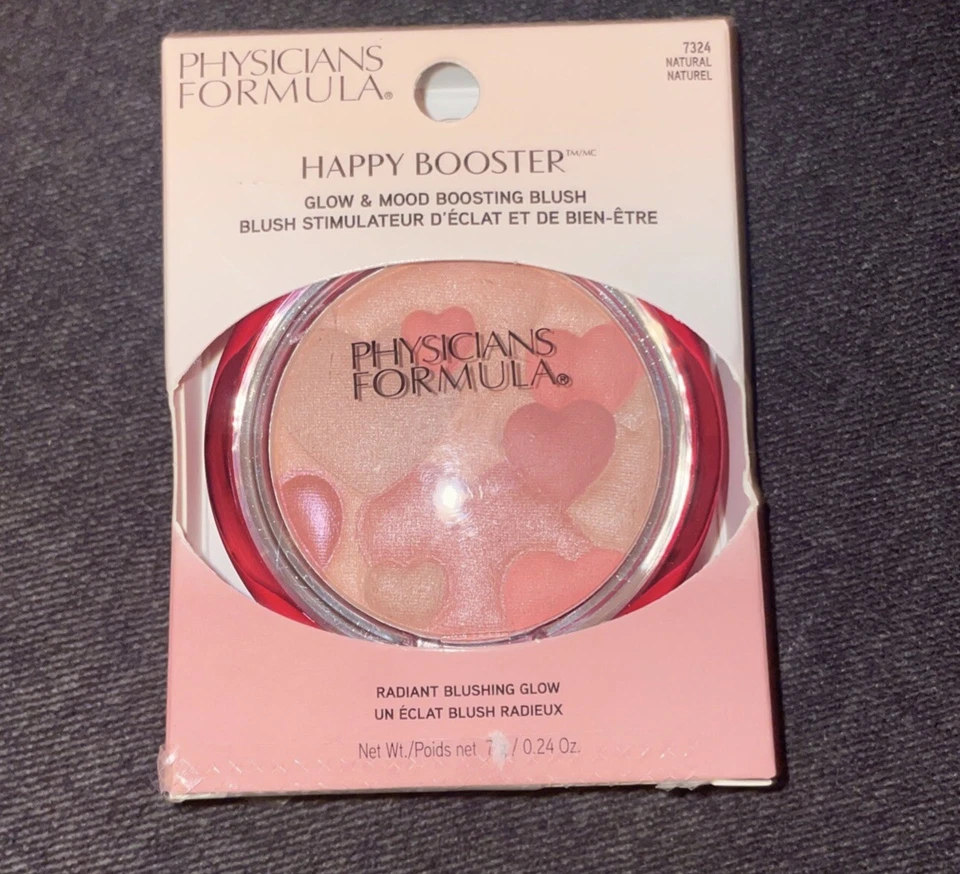 PHYSICIANS
FORMULA®
7324
NATURAL
NATUREL
HAPPY BOOSTER™/MC
GLOW & MOOD BOOSTING BLUSH
BLUSH STIMULATEUR D'ÉCLAT ET DE BIEN-ÊTRE
PHYSICIANS
FORMULA®
RADIANT BLUSHING GLOW
UN ÉCLAT BLUSH RADIEUX
Net Wt./Poids net 7 g / 0.24 Oz.